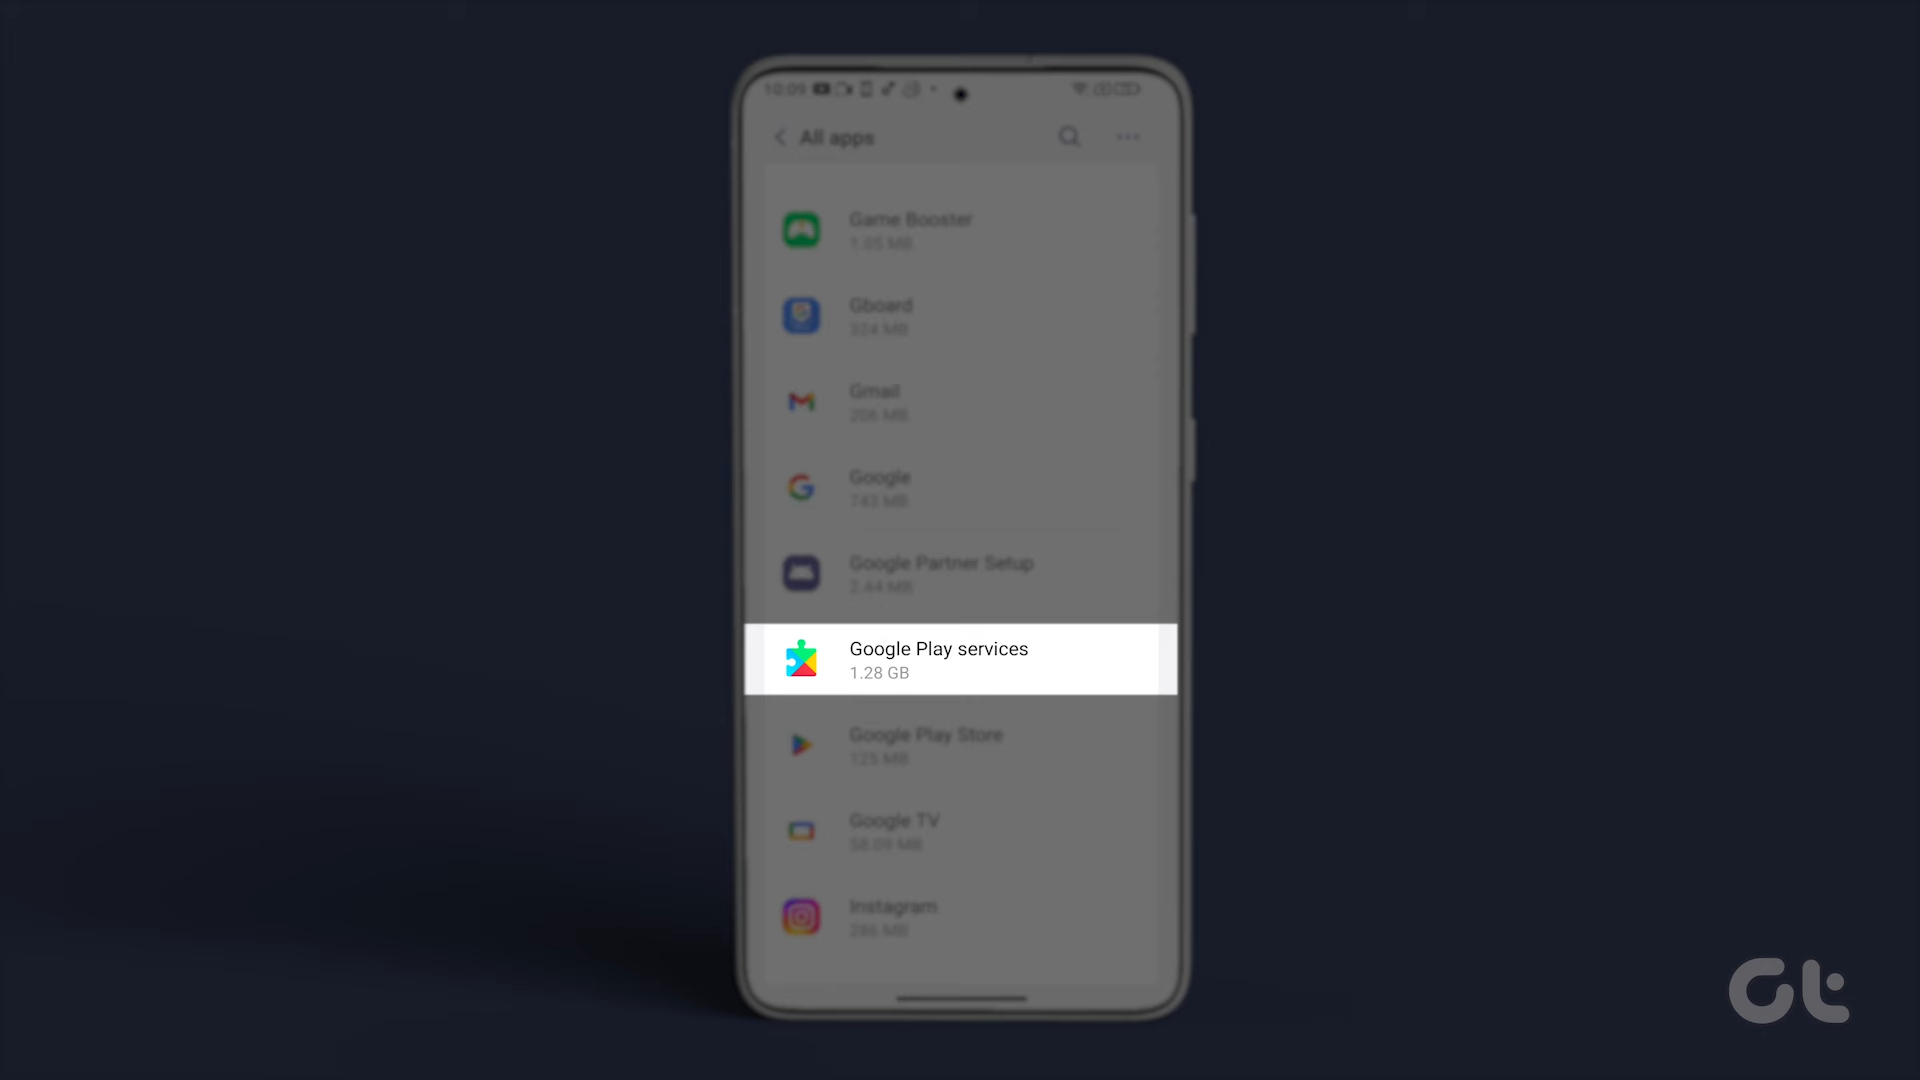 10:09
All apps
Game Booster
1.05 MB
Gboard
324 MB
Gmail
206 MB
Google
743 MB
Google Partner Setup
2.44 MB
Google Play services
1.28 GB
Google Play Store
125 MB
Google TV
58.09 MB
Instagram
286 MB
Gt